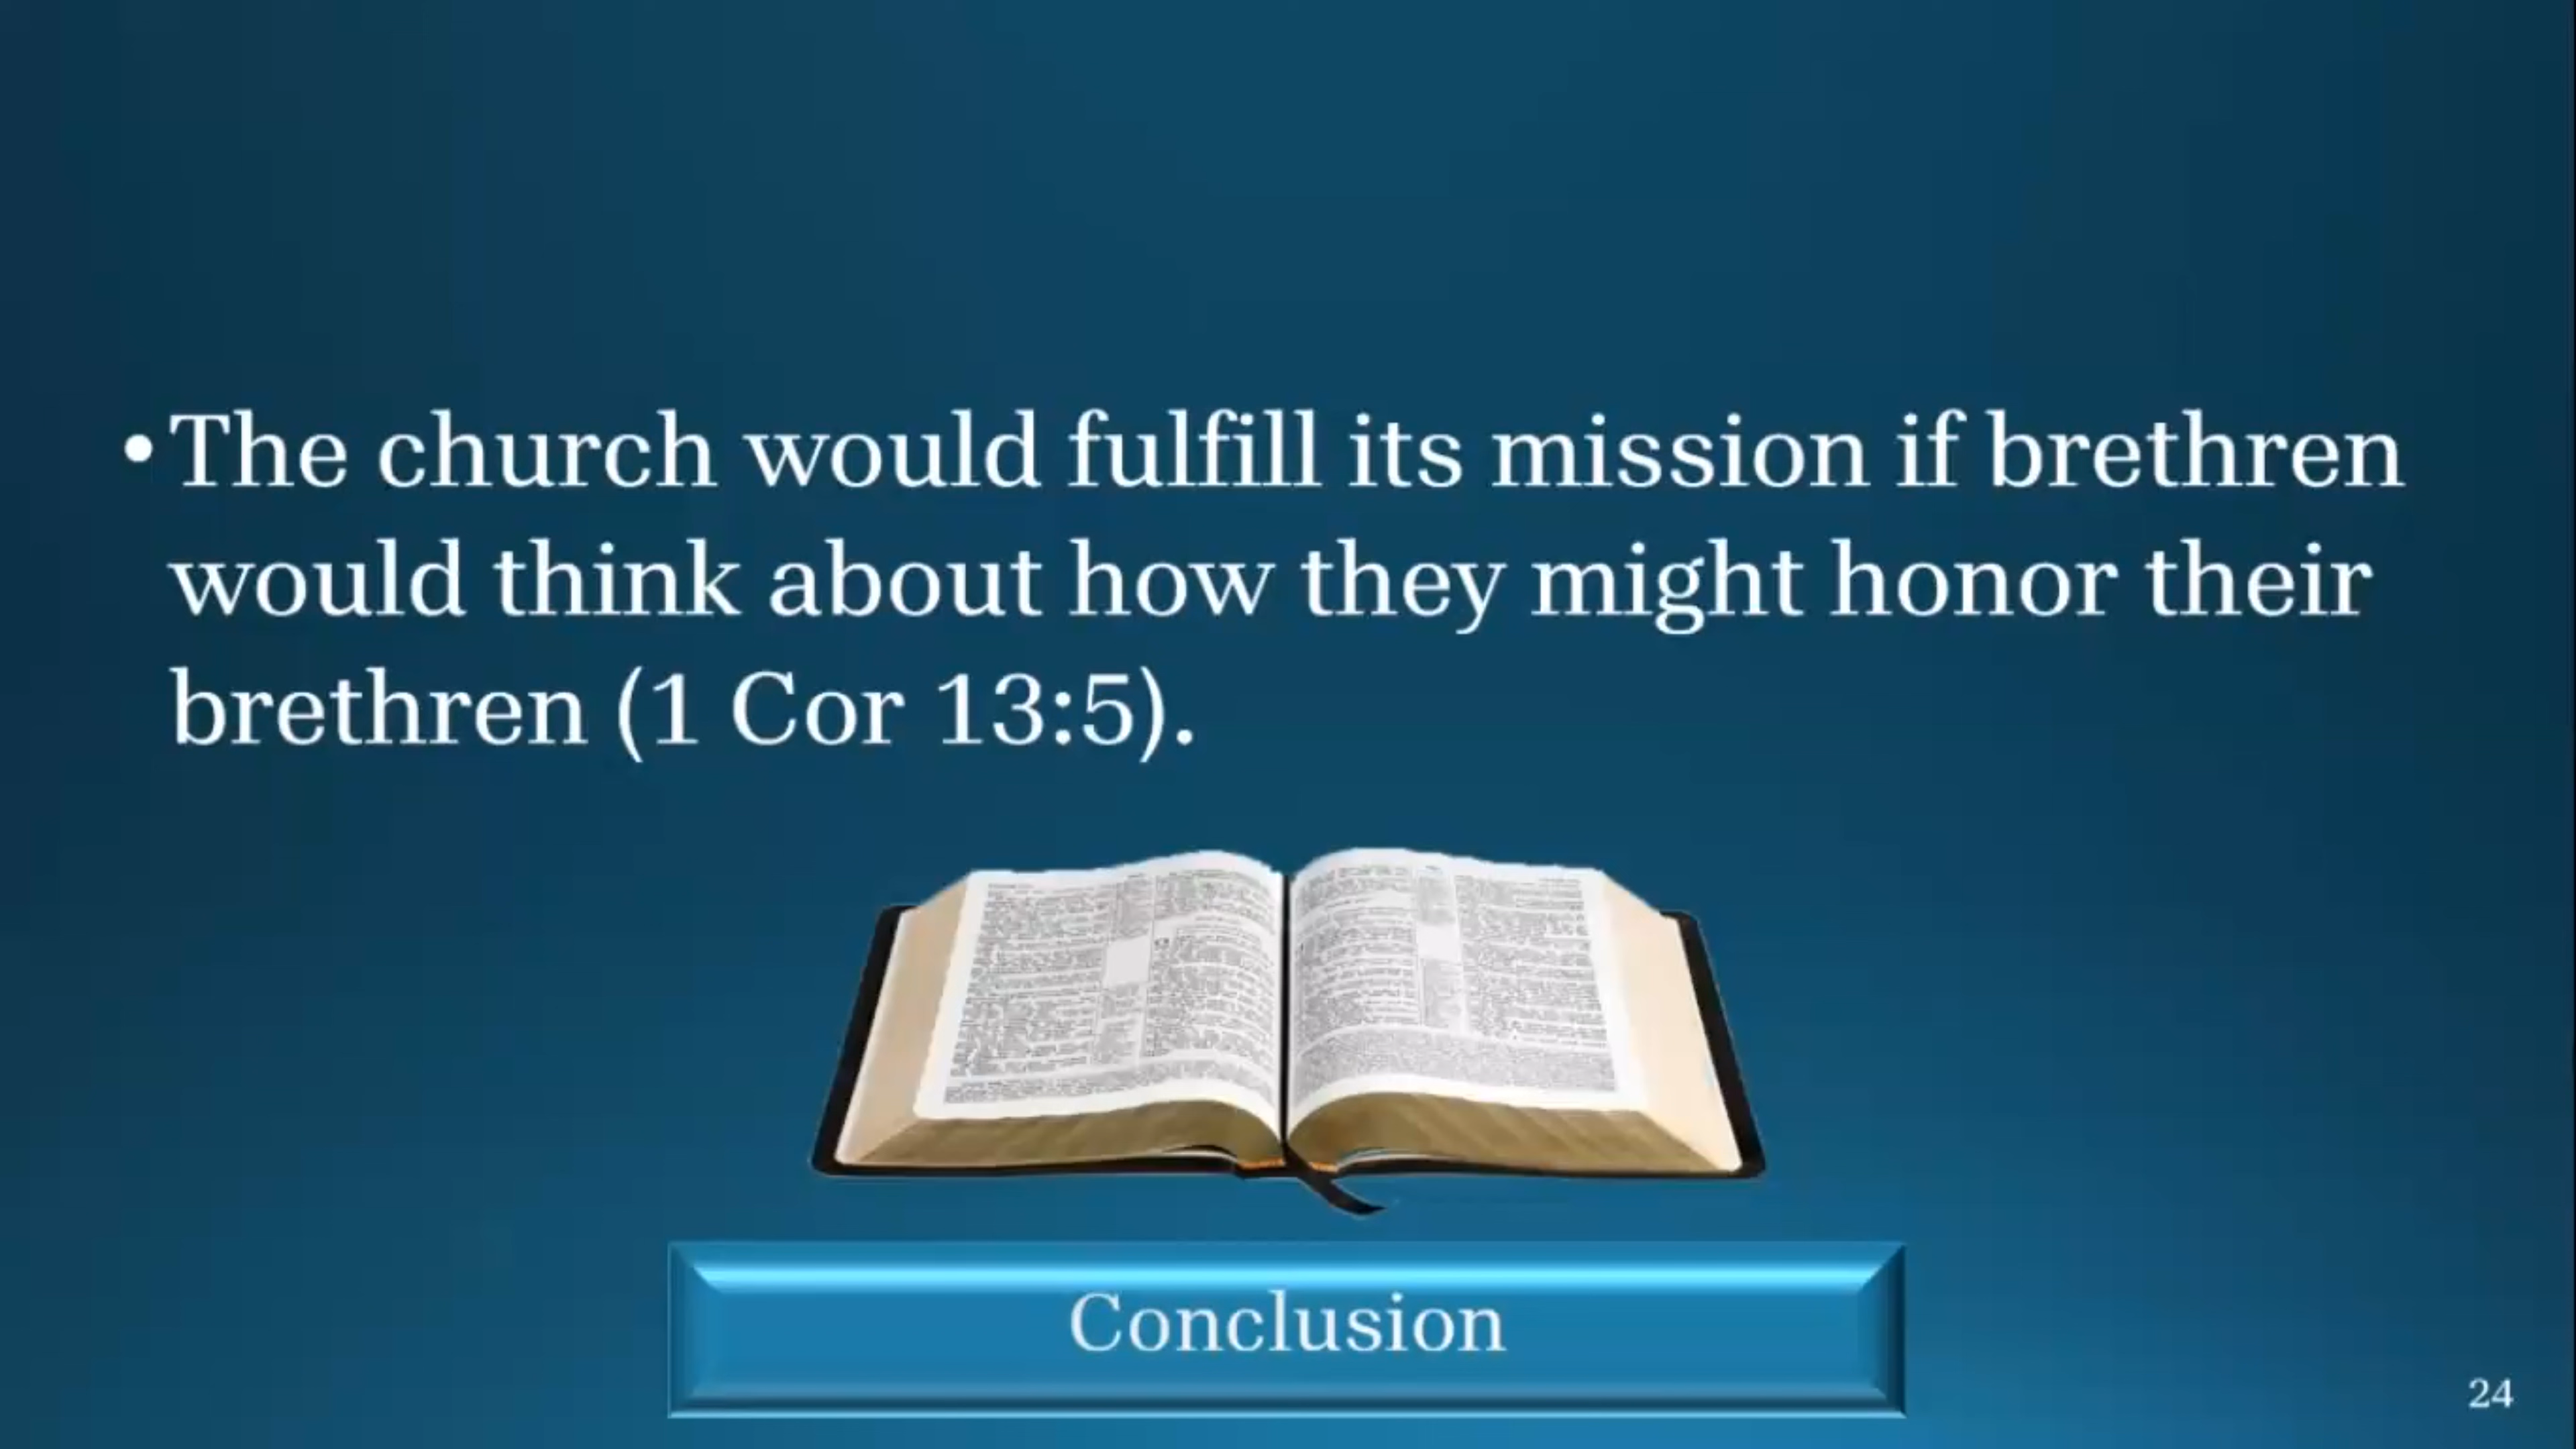 •The church would fulfill its mission if brethren
would think about how they might honor their
brethren (1 Cor 13:5).
Conclusion
24